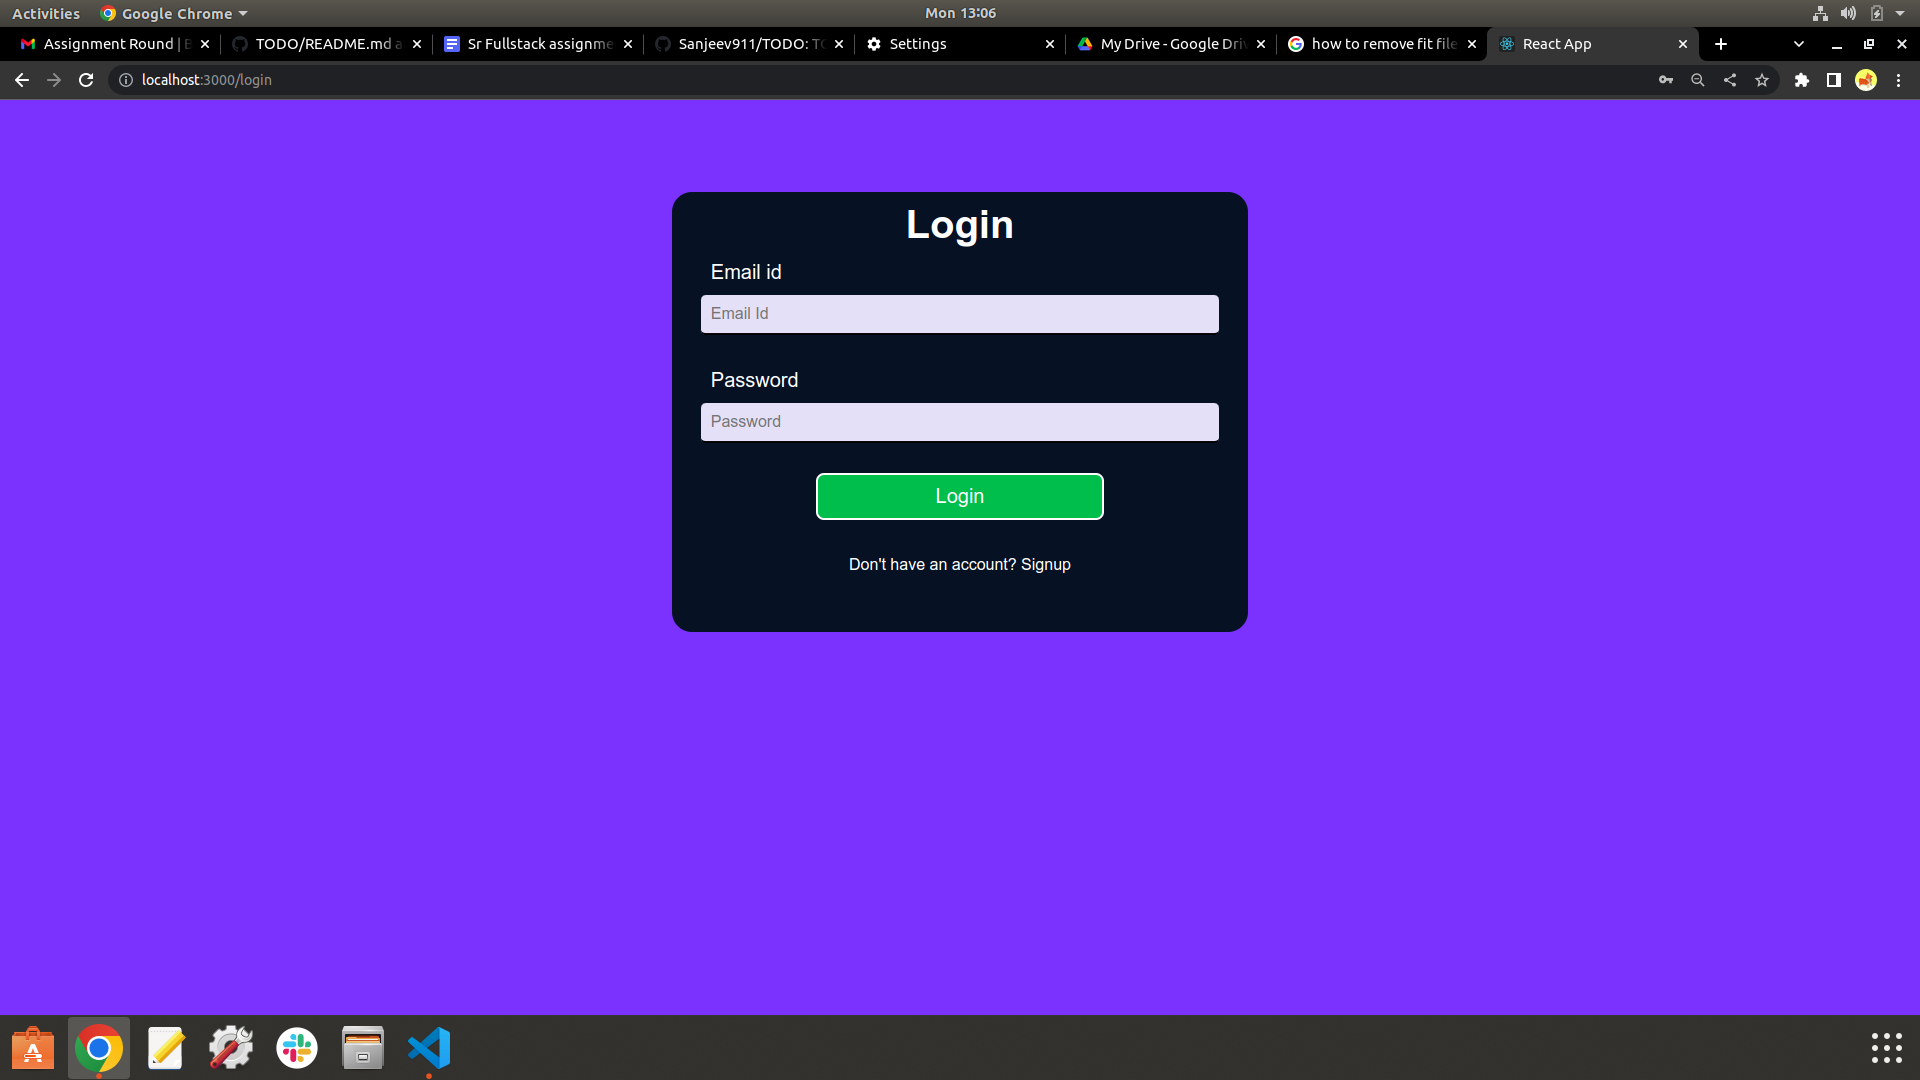 Activities Google Chrome Mon 13:06
Assignment Round | TODO/README.md a Sr Fullstack assignme Sanjeev911/TODO: TO Settings My Drive - Google Driv how to remove fit file React App
localhost:3000/login
Login
Email id
Email Id
Password
Password
Login
Don't have an account? Signup